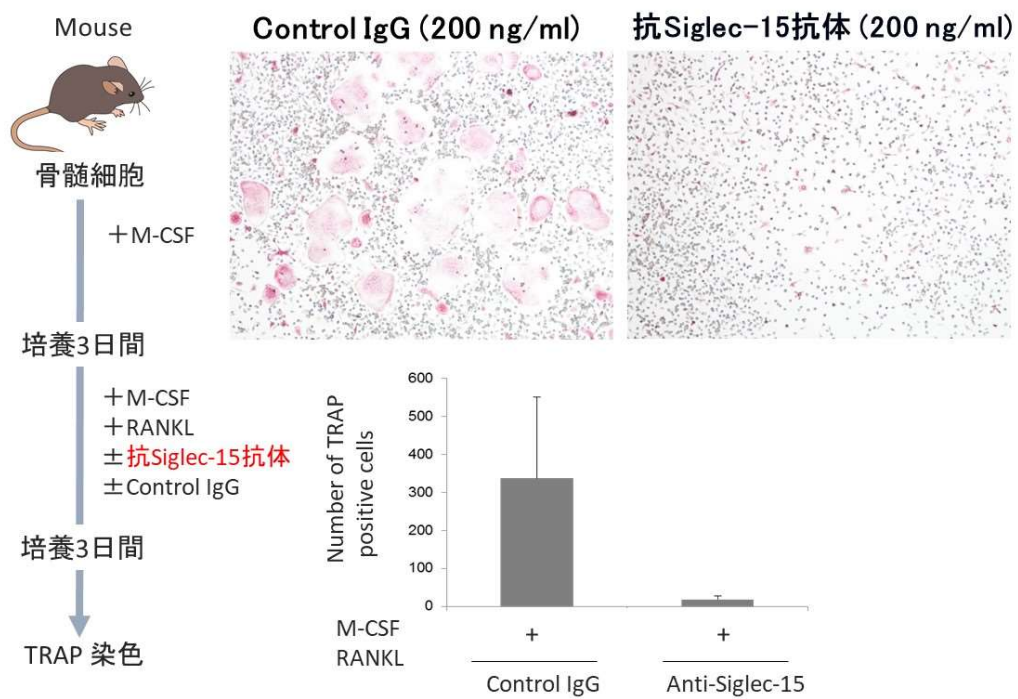 Mouse
骨髄細胞
＋M-CSF
培養3日間
＋M-CSF
＋RANKL
±抗Siglec-15抗体
±Control IgG
培養3日間
TRAP 染色
Control IgG (200 ng/ml)
抗Siglec-15抗体 (200 ng/ml)
Number of TRAP
positive cells
600
500
400
300
200
100
0
M-CSF
RANKL
+ +
Control IgG Anti-Siglec-15